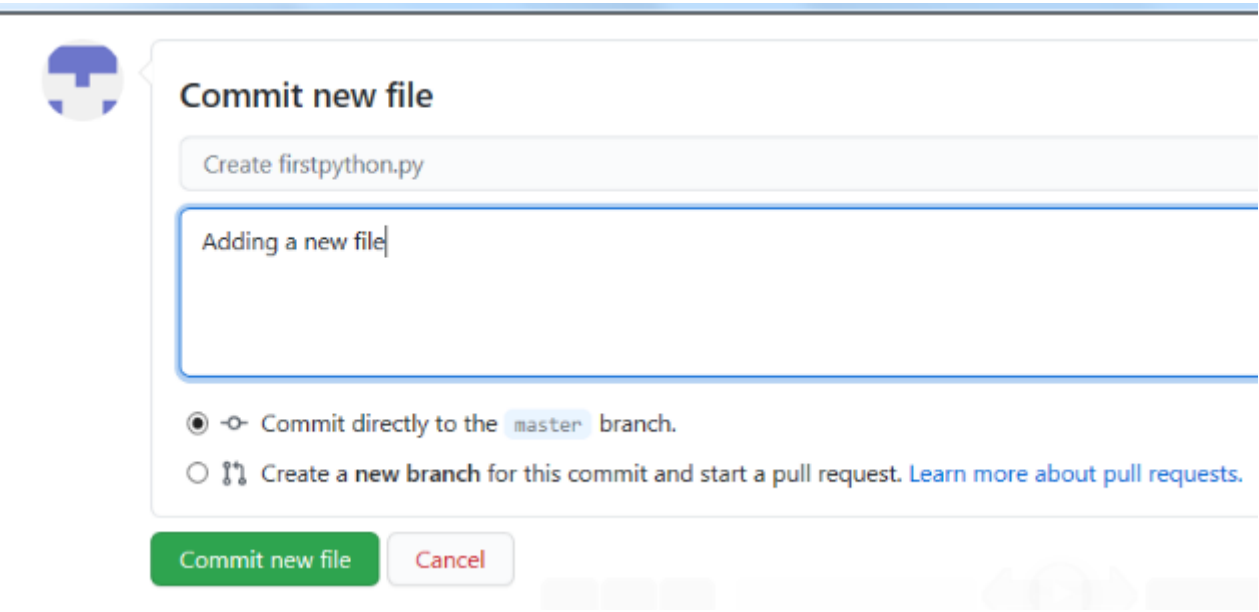 Commit new file
Create firstpython.py
Adding a new file
Commit directly to the master branch.
Create a new branch for this commit and start a pull request. Learn more about pull requests.
Commit new file
Cancel